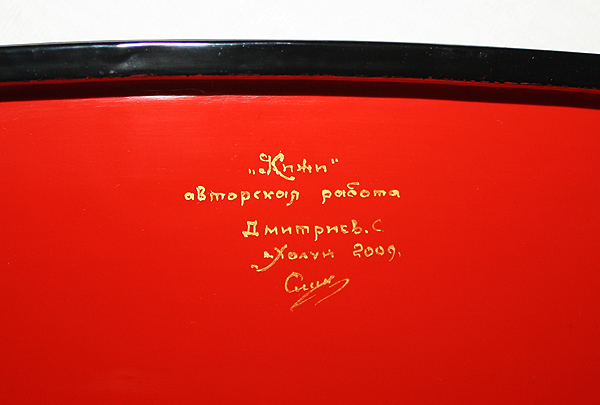 „Кижи“
авторская работа
Дмитриев. С.
Холуй 2009.